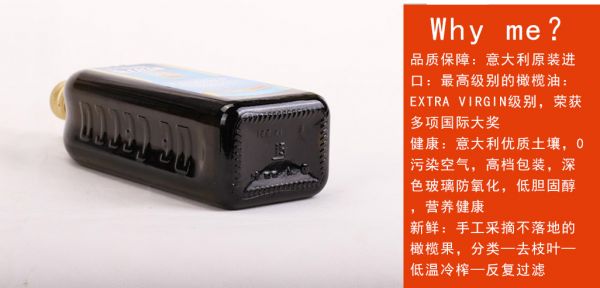 Why me?
品质保障:意大利原装进
口:最高级别的橄榄油:
EXTRA VIRGIN级别,荣获
多项国际大奖
健康:意大利优质土壤,0
污染空气,高档包装,深
色玻璃防氧化,低胆固醇
,营养健康
新鲜:手工采摘不落地的
橄榄果,分类—去枝叶—
低温冷榨—反复过滤